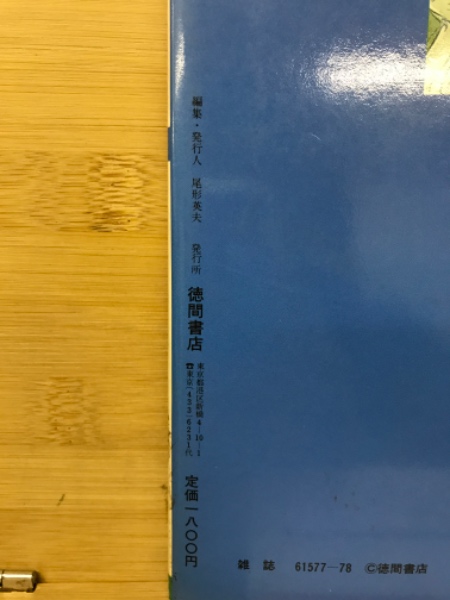 編集・発行人 尾形英夫 発行所 徳間書店
東京都港区新橋4—10—1
☎東京(433)6231代
定価一八〇〇円
雑誌 61577—78 ©徳間書店